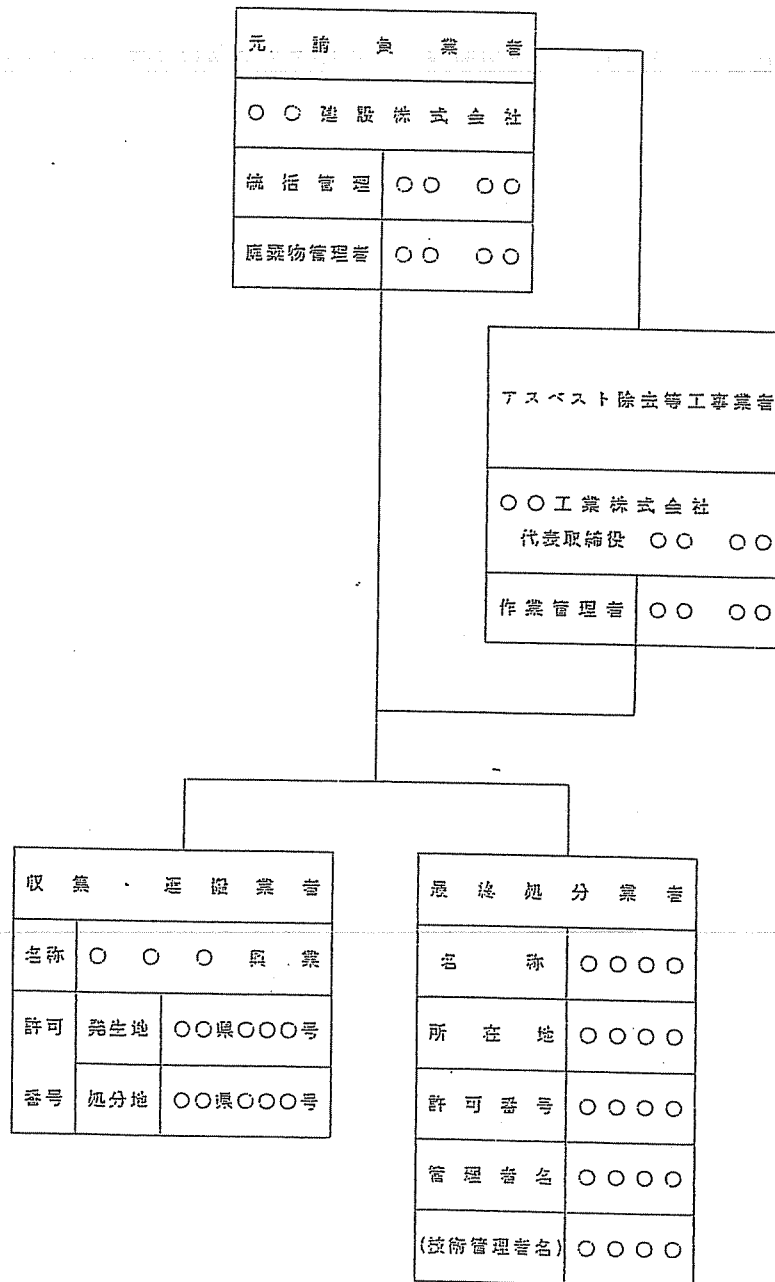 元請負業者
○○建設株式会社
統括管理 ○○ ○○
廃棄物管理者 ○○ ○○
アスベスト除去等工事業者
○○工業株式会社
代表取締役 ○○ ○○
作業管理者 ○○ ○○
収集・運搬業者
名称 ○○○興業
許可 発生地 ○○県○○○号
番号 処分地 ○○県○○○号
最終処分業者
名称 ○○○○
所在地 ○○○○
許可番号 ○○○○
管理者名 ○○○○
(技術管理者名) ○○○○